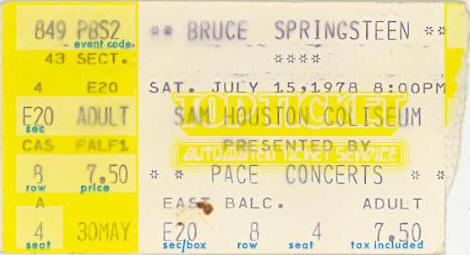 849 PBS2
event code.
43 SECT.
4 E20
E20 ADULT
sec
CAS FALF1
8 7.50
row price
A
4 30MAY
seat
** BRUCE SPRINGSTEEN **
****
SAT. JULY 15,1978 8:00PM
TOPTICKET
SAM HOUSTON COLISEUM
PRESENTED BY
AUTOMATED TICKET SERVICE
** PACE CONCERTS **
EAST BALC. ADULT
E20 8 4 7.50
sec/box row seat tax included